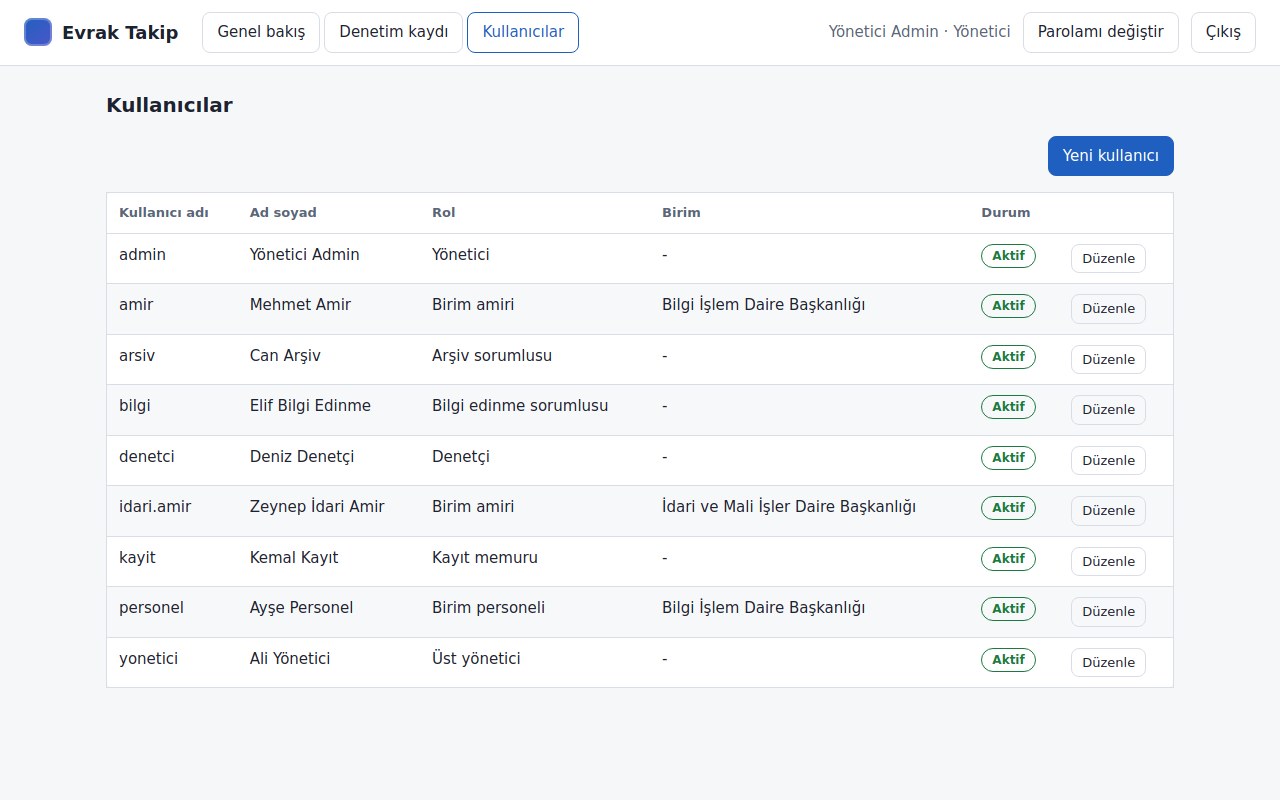 Evrak Takip Genel bakış Denetim kaydı Kullanıcılar Yönetici Admin · Yönetici Parolamı değiştir Çıkış
Kullanıcılar
Yeni kullanıcı
Kullanıcı adı Ad soyad Rol Birim Durum
admin Yönetici Admin Yönetici - Aktif Düzenle
amir Mehmet Amir Birim amiri Bilgi İşlem Daire Başkanlığı Aktif Düzenle
arsiv Can Arşiv Arşiv sorumlusu - Aktif Düzenle
bilgi Elif Bilgi Edinme Bilgi edinme sorumlusu - Aktif Düzenle
denetci Deniz Denetçi Denetçi - Aktif Düzenle
idari.amir Zeynep İdari Amir Birim amiri İdari ve Mali İşler Daire Başkanlığı Aktif Düzenle
kayit Kemal Kayıt Kayıt memuru - Aktif Düzenle
personel Ayşe Personel Birim personeli Bilgi İşlem Daire Başkanlığı Aktif Düzenle
yonetici Ali Yönetici Üst yönetici - Aktif Düzenle